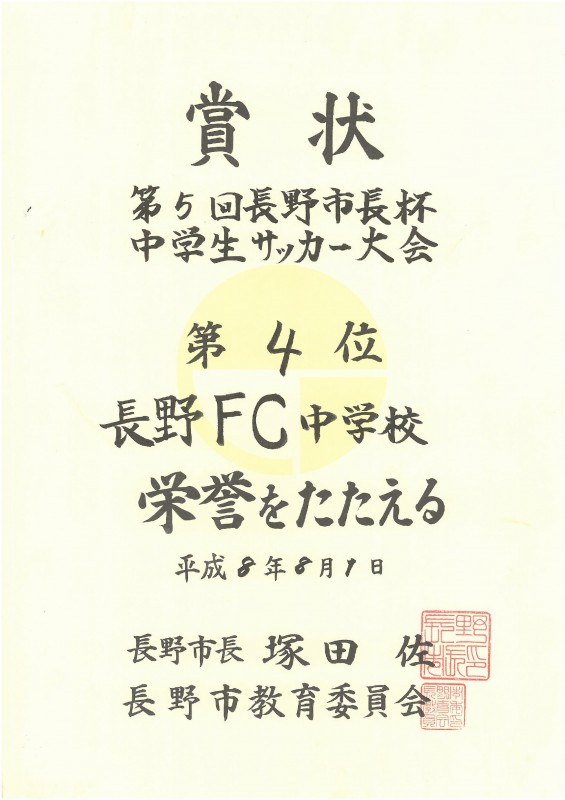 賞状
第5回長野市長杯
中学生サッカー大会
第4位
長野FC中学校
栄誉をたたえる
平成8年8月1日
長野市長 塚田 佐
長野市教育委員会